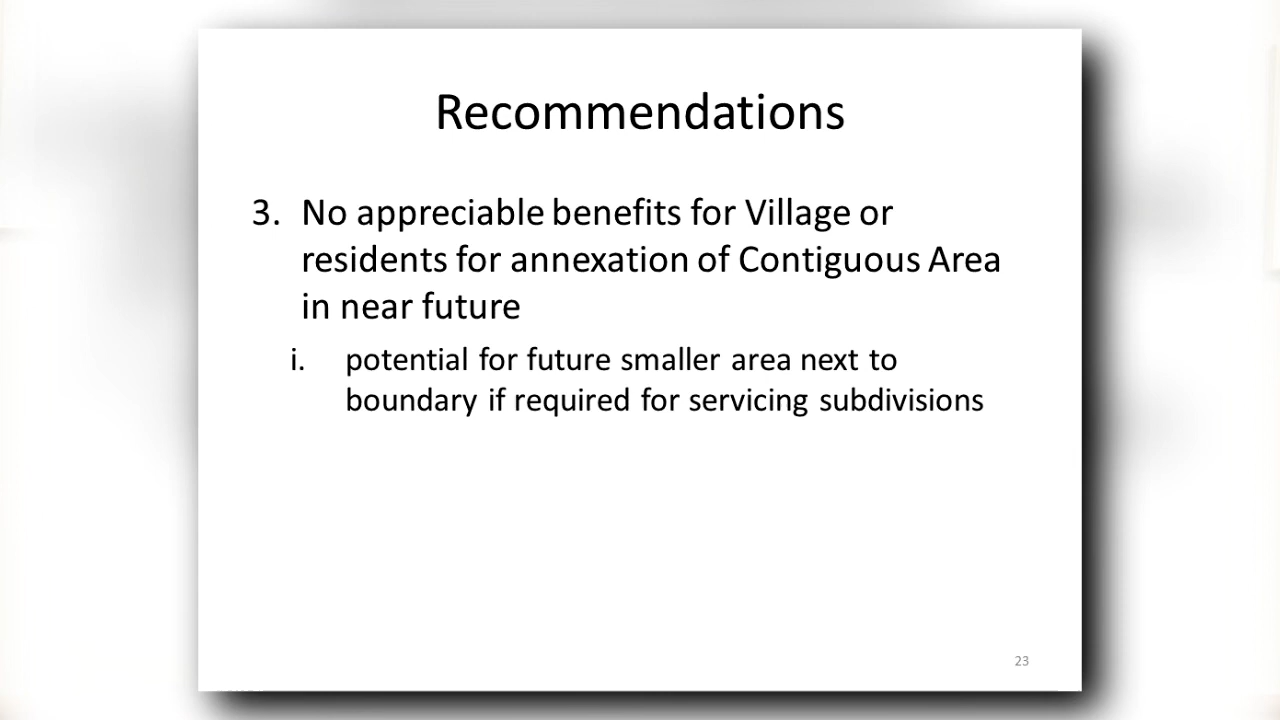 Recommendations
3. No appreciable benefits for Village or
residents for annexation of Contiguous Area
in near future
i. potential for future smaller area next to
boundary if required for servicing subdivisions
23